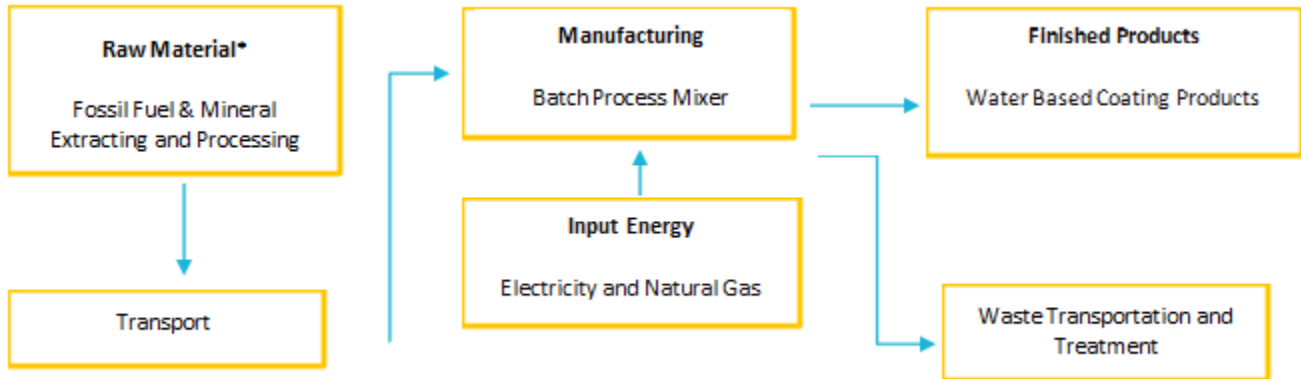 Raw Material*
Fossil Fuel & Mineral
Extracting and Processing
Transport
Manufacturing
Batch Process Mixer
Input Energy
Electricity and Natural Gas
Finished Products
Water Based Coating Products
Waste Transportation and
Treatment